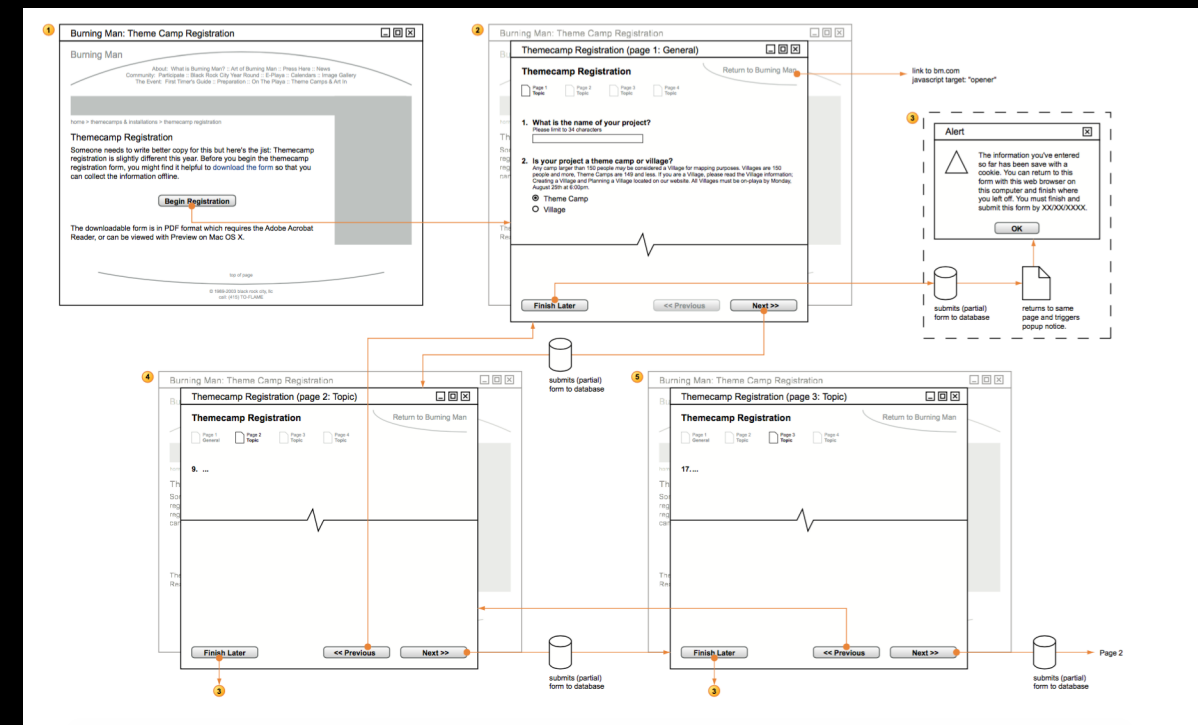 1
Burning Man: Theme Camp Registration
Burning Man
About: What is Burning Man? :: Art of Burning Man :: Press Here :: News
Community: Participate :: Black Rock City Year Round :: E-Playa :: Calendars :: Image Gallery
The Event: First Timer's Guide :: Preparation :: On The Playa :: Theme Camps & Art In
home > themecamps & installations > themecamp registration
Themecamp Registration
Someone needs to write better copy for this but here's the jist: Themecamp
registration is slightly different this year. Before you begin the themecamp
registration form, you might find it helpful to download the form so that you
can collect the information offline.
Begin Registration
The downloadable form is in PDF format which requires the Adobe Acrobat
Reader, or can be viewed with Preview on Mac OS X.
top of page
© 1989-2003 black rock city, llc
call: (415) TO-FLAME
2
Burning Man: Theme Camp Registration
Themecamp Registration (page 1: General)
Themecamp Registration
Return to Burning Man
Page 1
Topic
Page 2
Topic
Page 3
Topic
Page 4
Topic
1. What is the name of your project?
Please limit to 34 characters
2. Is your project a theme camp or village?
Any camp larger than 150 people may be considered a Village for mapping purposes. Villages are 150
people and more, Theme Camps are 149 and less. If you are a Village, please read the Village information;
Creating a Village and Planning a Village located on our website. All Villages must be on-playa by Monday,
August 25th at 6:00pm.
Theme Camp
Village
Finish Later
<< Previous
Next >>
link to bm.com
javascript target: "opener"
3
Alert
The information you've entered
so far has been save with a
cookie. You can return to this
form with this web browser on
this computer and finish where
you left off. You must finish and
submit this form by XX/XX/XXXX.
OK
submits (partial)
form to database
returns to same
page and triggers
popup notice.
submits (partial)
form to database
4
Burning Man: Theme Camp Registration
Themecamp Registration (page 2: Topic)
Themecamp Registration
Return to Burning Man
Page 1
General
Page 2
Topic
Page 3
Topic
Page 4
Topic
9. ...
Finish Later
<< Previous
Next >>
3
submits (partial)
form to database
5
Burning Man: Theme Camp Registration
Themecamp Registration (page 3: Topic)
Themecamp Registration
Return to Burning Man
Page 1
General
Page 2
Topic
Page 3
Topic
Page 4
Topic
17....
Finish Later
<< Previous
Next >>
3
submits (partial)
form to database
Page 2